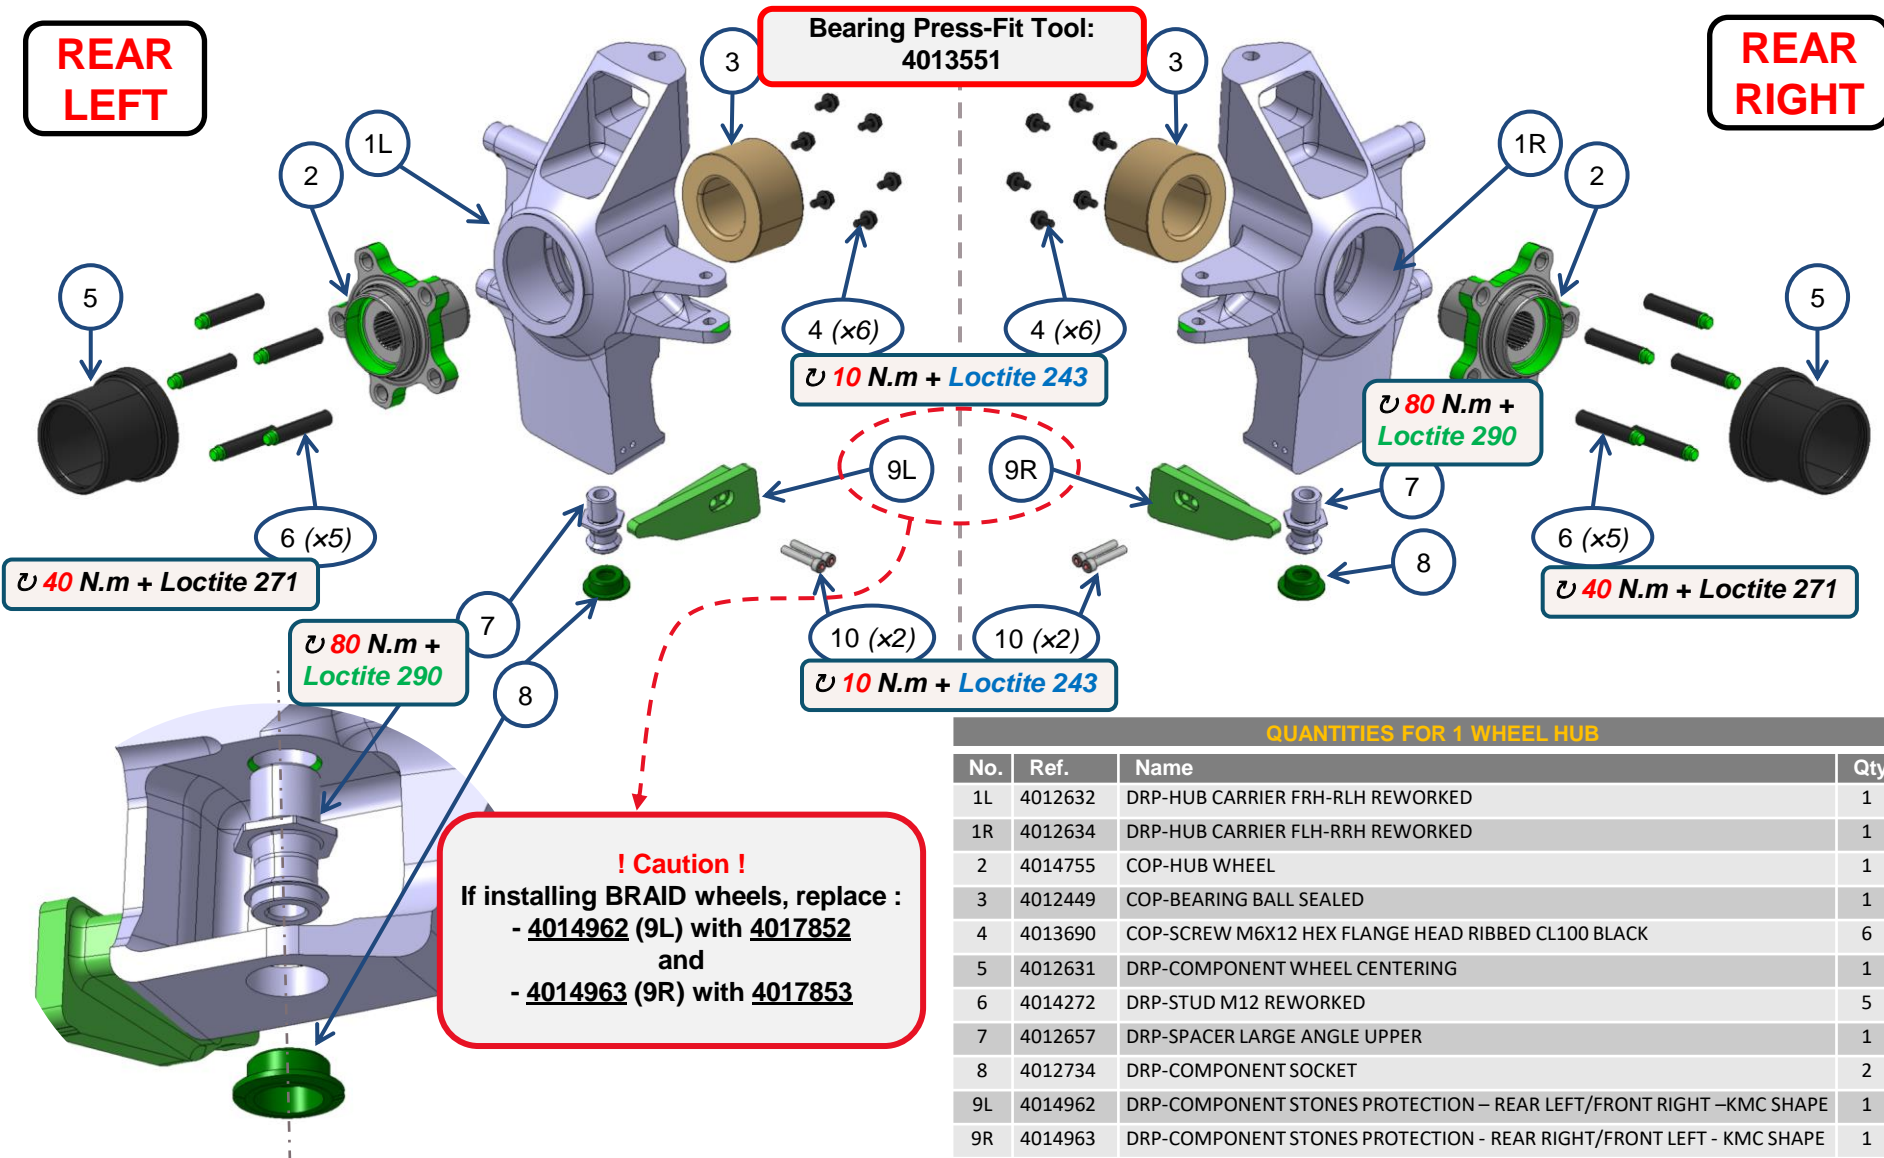 REAR
LEFT
Bearing Press-Fit Tool:
4013551
REAR
RIGHT
3
3
1L
1R
2
2
5
5
4 (×6)
4 (×6)
↻ 10 N.m + Loctite 243
↻ 80 N.m +
Loctite 290
9L
9R
7
6 (×5)
6 (×5)
8
↻ 40 N.m + Loctite 271
↻ 40 N.m + Loctite 271
7
10 (×2)
10 (×2)
↻ 80 N.m +
Loctite 290
8
↻ 10 N.m + Loctite 243
! Caution !
If installing BRAID wheels, replace :
- 4014962 (9L) with 4017852
and
- 4014963 (9R) with 4017853
QUANTITIES FOR 1 WHEEL HUB
No. Ref. Name Qty
1L 4012632 DRP-HUB CARRIER FRH-RLH REWORKED 1
1R 4012634 DRP-HUB CARRIER FLH-RRH REWORKED 1
2 4014755 COP-HUB WHEEL 1
3 4012449 COP-BEARING BALL SEALED 1
4 4013690 COP-SCREW M6X12 HEX FLANGE HEAD RIBBED CL100 BLACK 6
5 4012631 DRP-COMPONENT WHEEL CENTERING 1
6 4014272 DRP-STUD M12 REWORKED 5
7 4012657 DRP-SPACER LARGE ANGLE UPPER 1
8 4012734 DRP-COMPONENT SOCKET 2
9L 4014962 DRP-COMPONENT STONES PROTECTION – REAR LEFT/FRONT RIGHT –KMC SHAPE 1
9R 4014963 DRP-COMPONENT STONES PROTECTION - REAR RIGHT/FRONT LEFT - KMC SHAPE 1